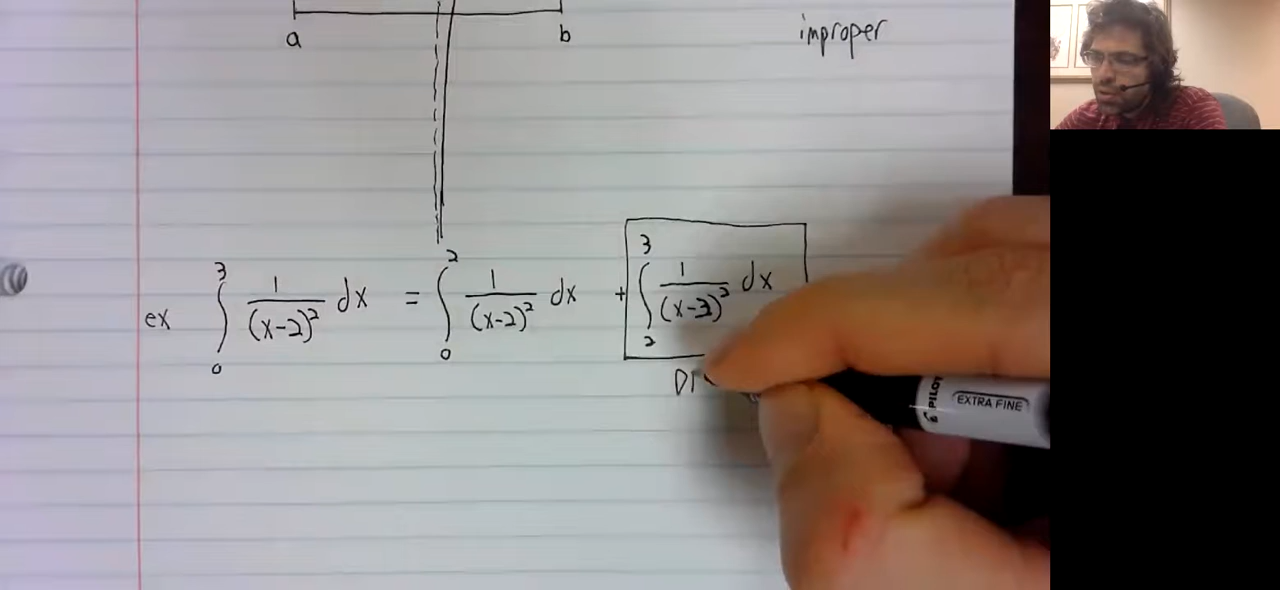 a b
improper
ex ∫₀³ 1/(x-2)² dx = ∫₀² 1/(x-2)² dx + ∫₂³ 1/(x-2)² dx
PILOT
EXTRA FINE